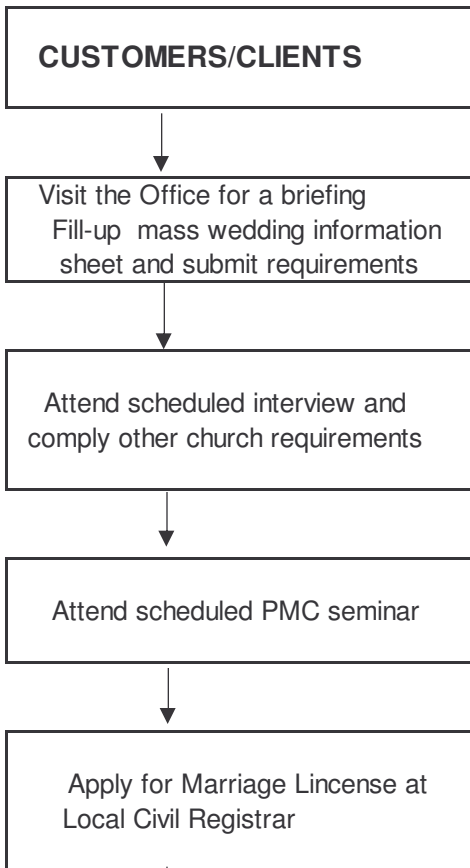 CUSTOMERS/CLIENTS
Visit the Office for a briefing
Fill-up mass wedding information
sheet and submit requirements
Attend scheduled interview and
comply other church requirements
Attend scheduled PMC seminar
Apply for Marriage Lincense at
Local Civil Registrar